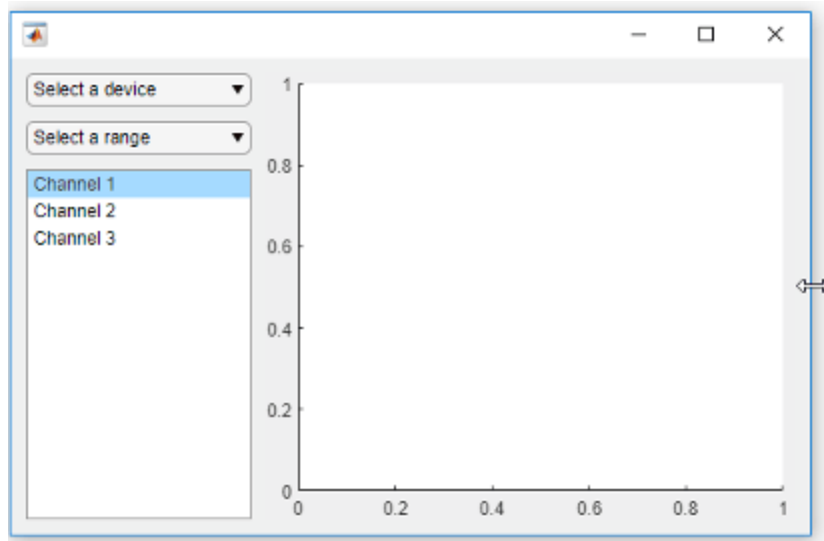 Select a device
Select a range
Channel 1
Channel 2
Channel 3
1
0.8
0.6
0.4
0.2
0
0 0.2 0.4 0.6 0.8 1